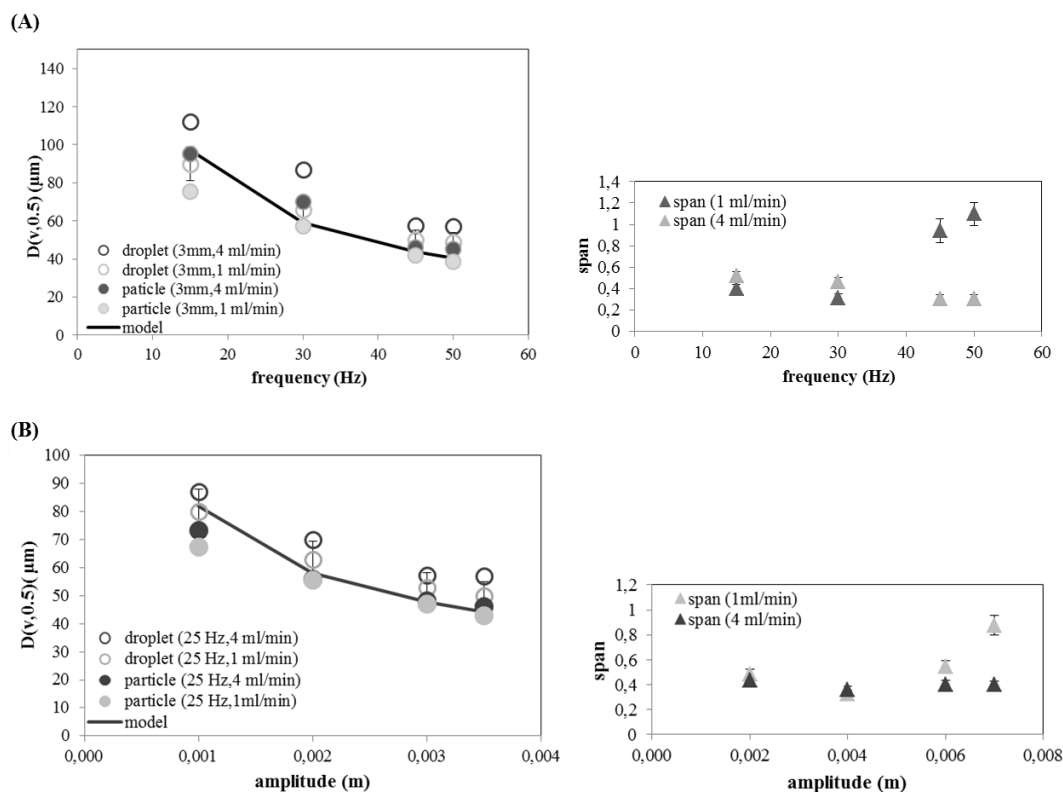 (A)
D(v,0.5) (µm)
140
120
100
80
60
40
20
0
droplet (3mm,4 ml/min)
droplet (3mm,1 ml/min)
paticle (3mm,4 ml/min)
particle (3mm,1 ml/min)
model
0 10 20 30 40 50 60
frequency (Hz)
span
1,4
1,2
1
0,8
0,6
0,4
0,2
0
span (1 ml/min)
span (4 ml/min)
0 10 20 30 40 50 60
frequency (Hz)
(B)
D(v,0.5)( µm)
100
90
80
70
60
50
40
30
20
10
0
droplet (25 Hz,4 ml/min)
droplet (25 Hz,1 ml/min)
particle (25 Hz,4 ml/min)
particle (25 Hz,1ml/min)
model
0,000 0,001 0,002 0,003 0,004
amplitude (m)
span
1,2
1
0,8
0,6
0,4
0,2
0
span (1ml/min)
span (4 ml/min)
0,000 0,002 0,004 0,006 0,008
amplitude (m)